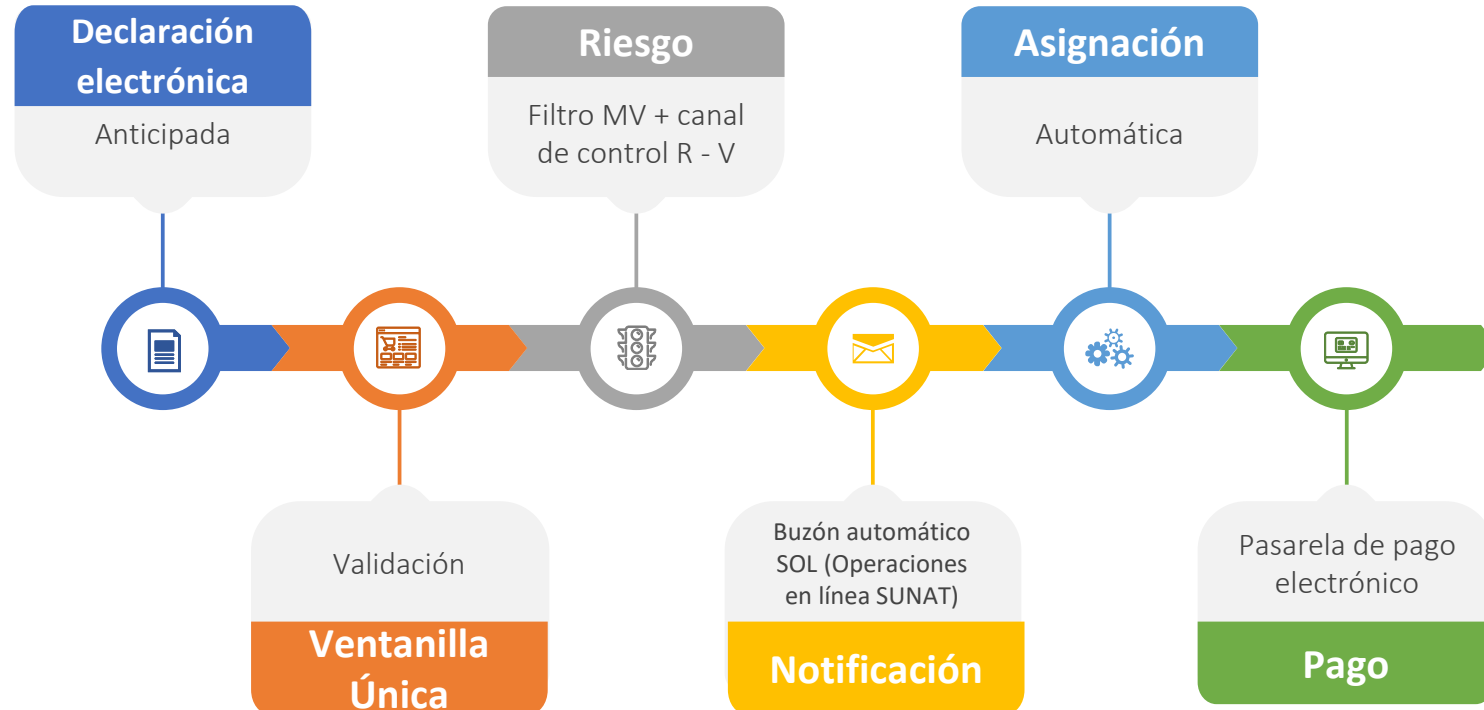 Declaración
electrónica
Anticipada
Riesgo
Filtro MV + canal
de control R - V
Asignación
Automática
Validación
Ventanilla
Única
Buzón automático
SOL (Operaciones
en línea SUNAT)
Notificación
Pasarela de pago
electrónico
Pago